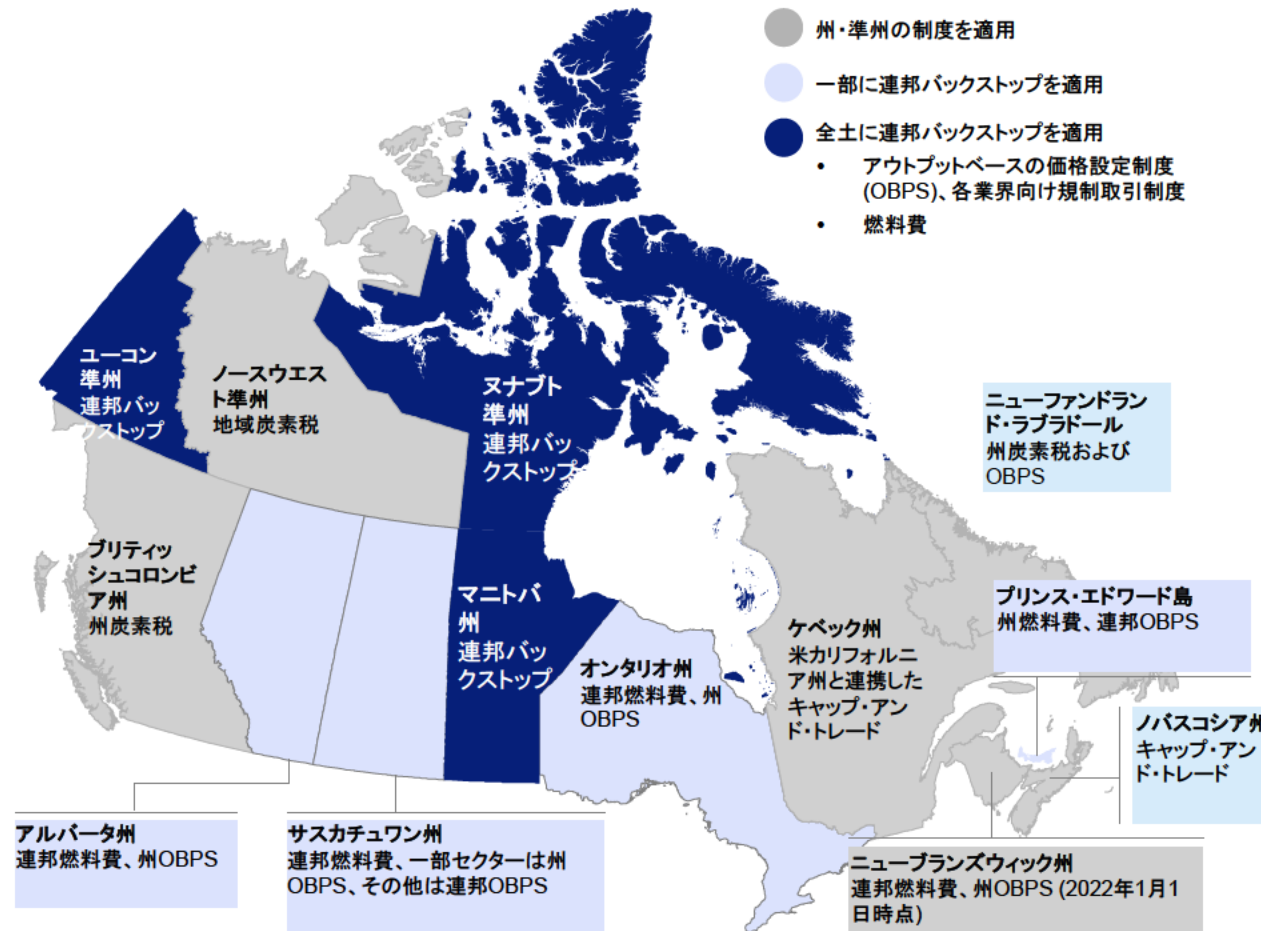 州・準州の制度を適用
一部に連邦バックストップを適用
全土に連邦バックストップを適用
• アウトプットベースの価格設定制度
(OBPS)、各業界向け規制取引制度
• 燃料費
ユーコン
準州
連邦バッ
クストップ
ノースウエス
ト準州
地域炭素税
ヌナブト
準州
連邦バッ
クストップ
ニューファンドラン
ド・ラブラドール
州炭素税および
OBPS
ブリティッ
シュコロンビ
ア州
州炭素税
マニトバ
州
連邦バッ
クストップ
オンタリオ州
連邦燃料費、州
OBPS
ケベック州
米カリフォルニ
ア州と連携した
キャップ・アン
ド・トレード
プリンス・エドワード島
州燃料費、連邦OBPS
ノバスコシア州
キャップ・アン
ド・トレード
アルバータ州
連邦燃料費、州OBPS
サスカチュワン州
連邦燃料費、一部セクターは州
OBPS、その他は連邦OBPS
ニューブランズウィック州
連邦燃料費、州OBPS (2022年1月1
日時点)